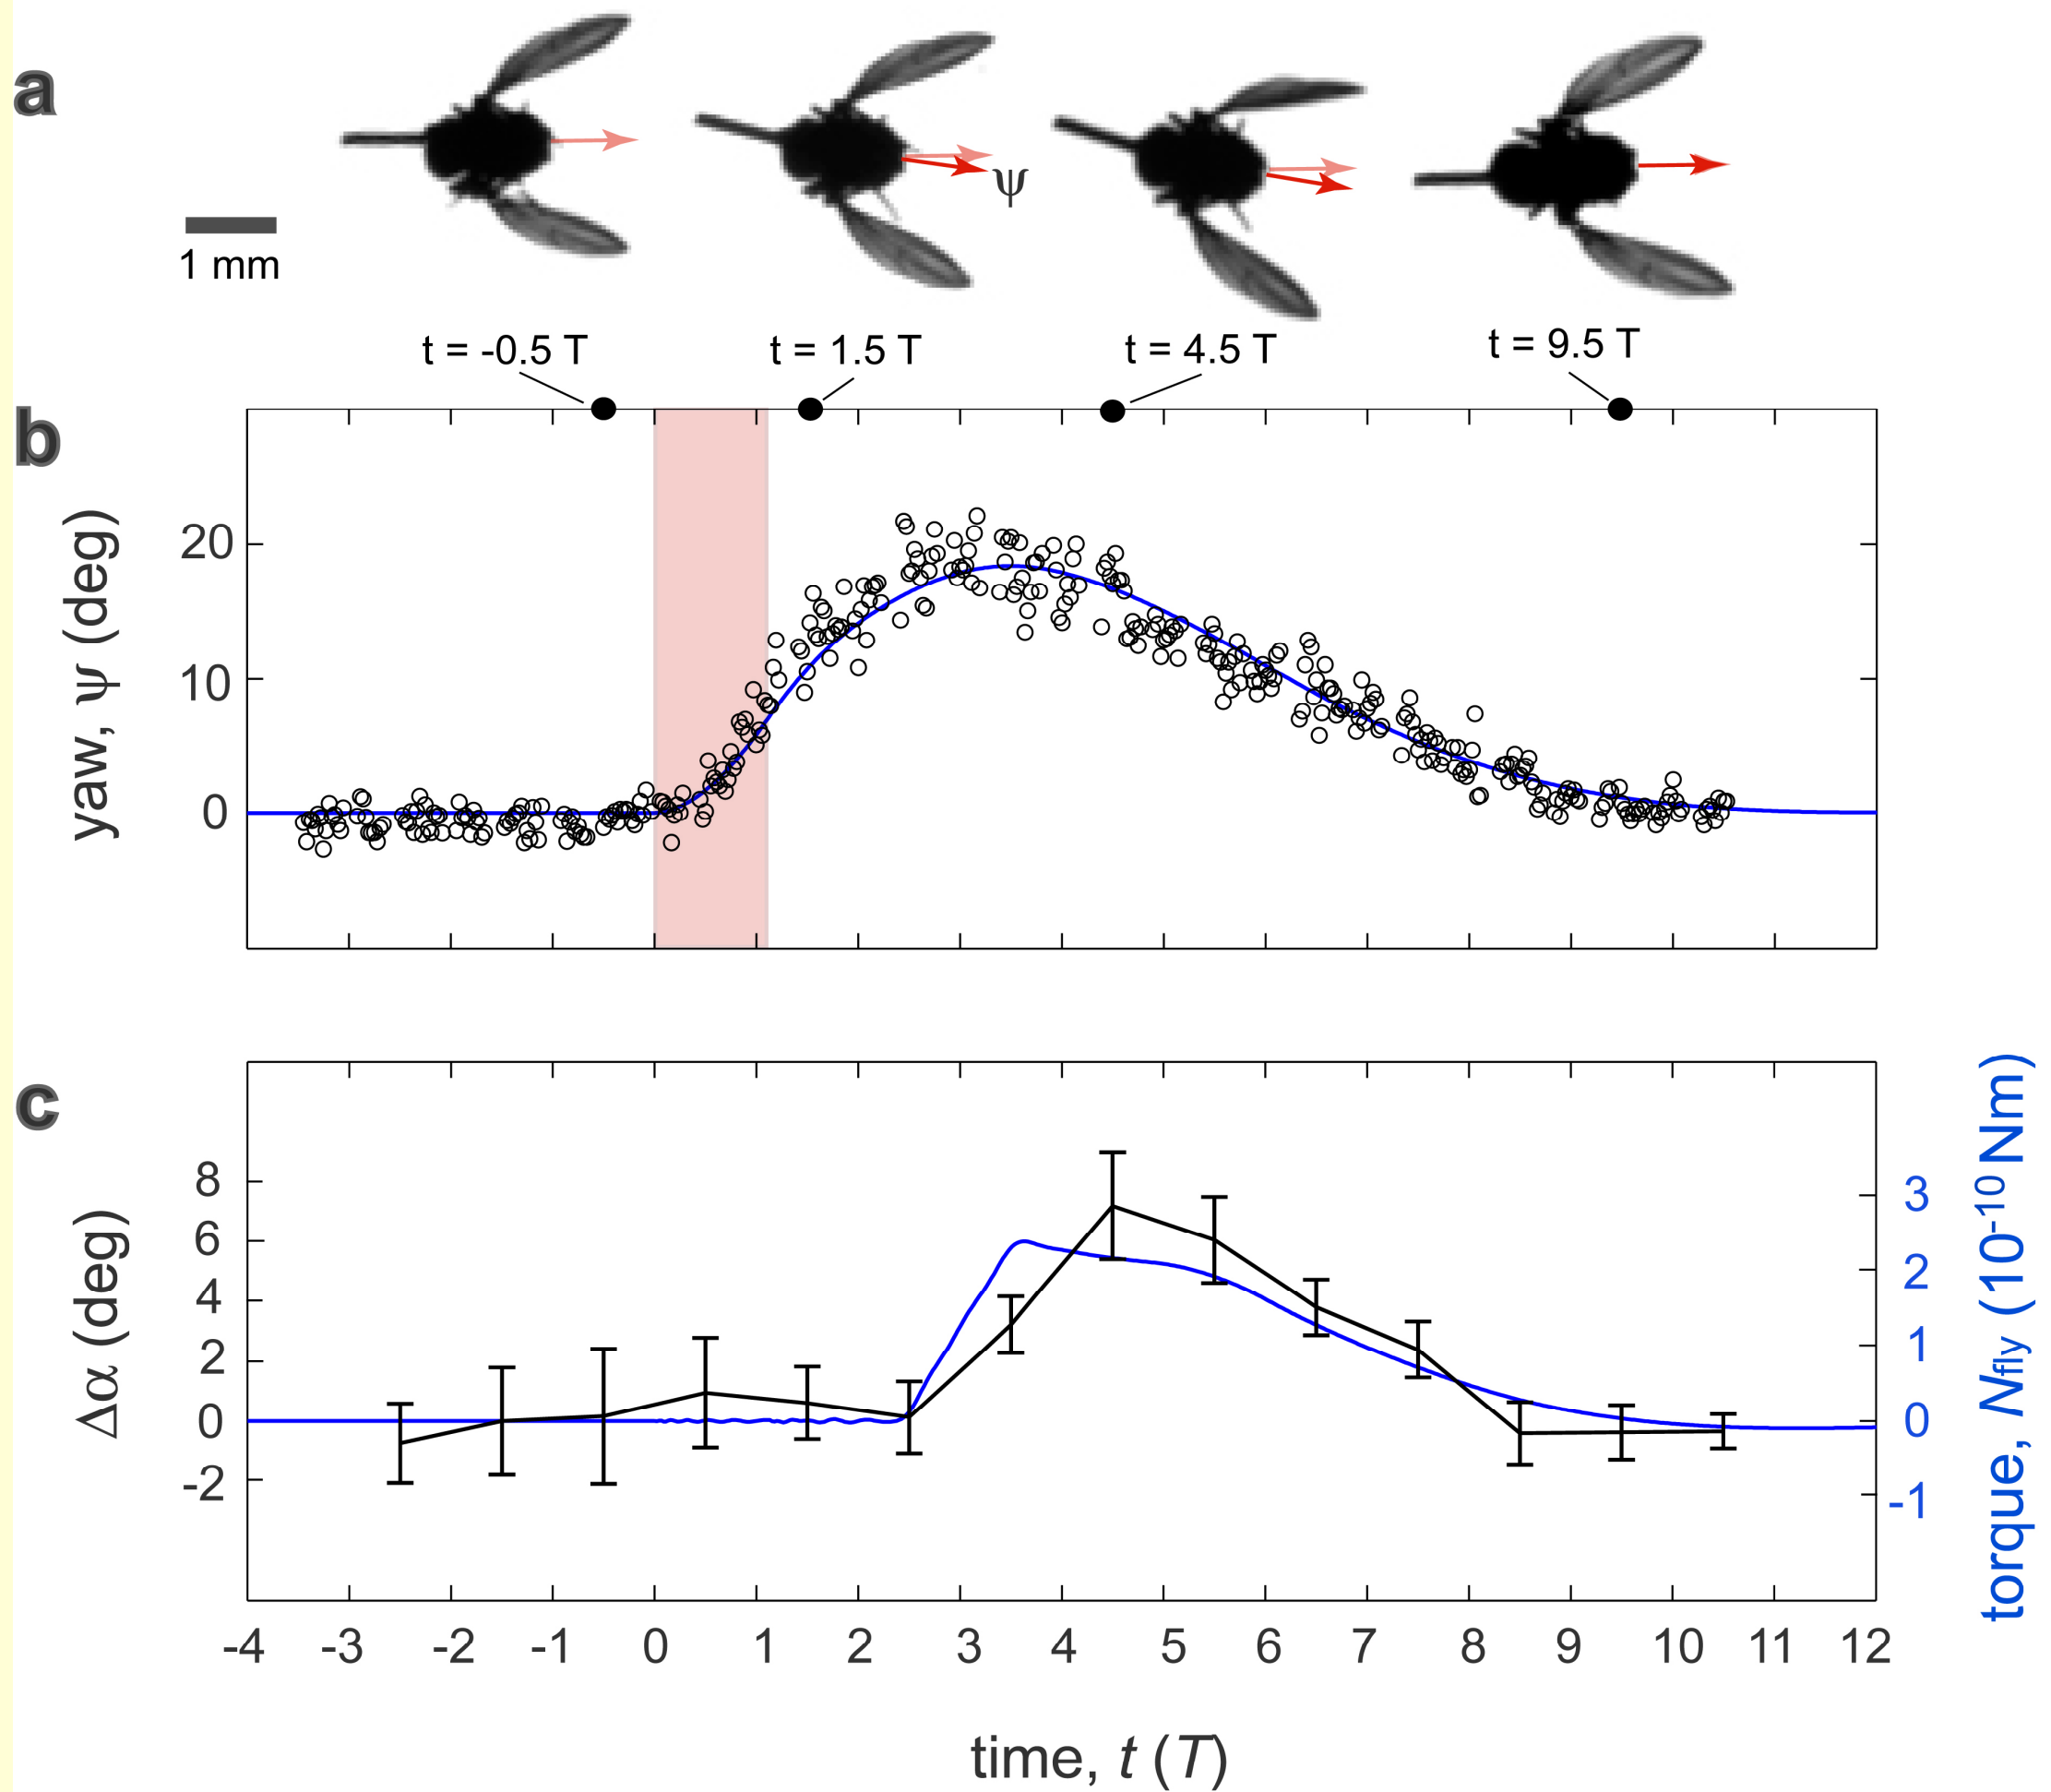 a
ψ
1 mm
t = -0.5 T
t = 1.5 T
t = 4.5 T
t = 9.5 T
b
yaw, ψ (deg)
20
10
0
c
Δα (deg)
8
6
4
2
0
-2
3
2
1
0
-1
torque, Nfly (10-10 Nm)
-4 -3 -2 -1 0 1 2 3 4 5 6 7 8 9 10 11 12
time, t (T)